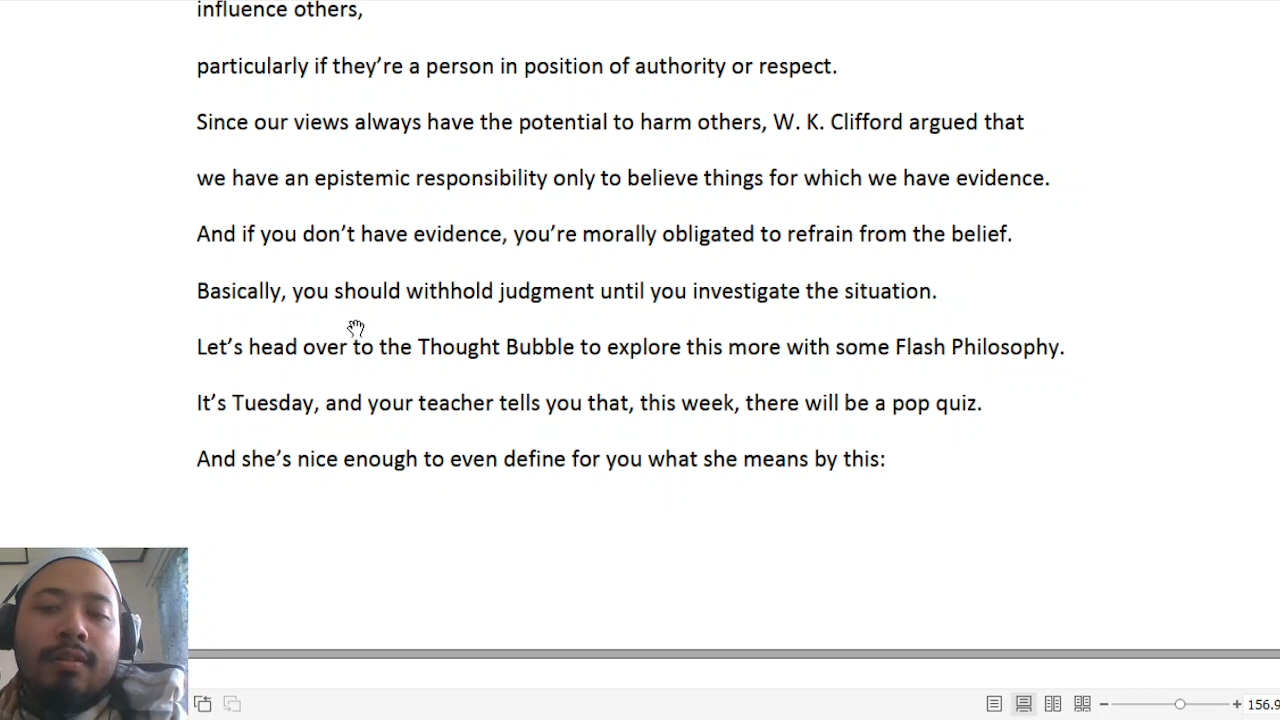 influence others,
particularly if they’re a person in position of authority or respect.
Since our views always have the potential to harm others, W. K. Clifford argued that
we have an epistemic responsibility only to believe things for which we have evidence.
And if you don’t have evidence, you’re morally obligated to refrain from the belief.
Basically, you should withhold judgment until you investigate the situation.
Let’s head over to the Thought Bubble to explore this more with some Flash Philosophy.
It’s Tuesday, and your teacher tells you that, this week, there will be a pop quiz.
And she’s nice enough to even define for you what she means by this:
156.9